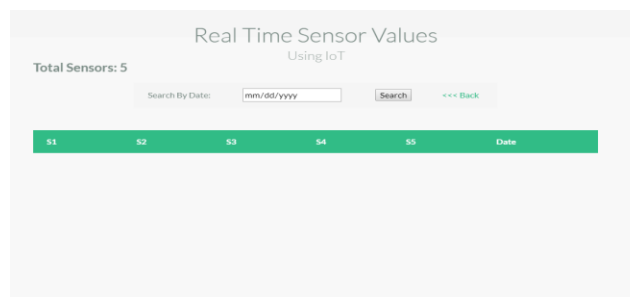 Real Time Sensor Values
Using IoT
Total Sensors: 5
Search By Date: mm/dd/yyyy Search <<< Back
S1 S2 S3 S4 S5 Date